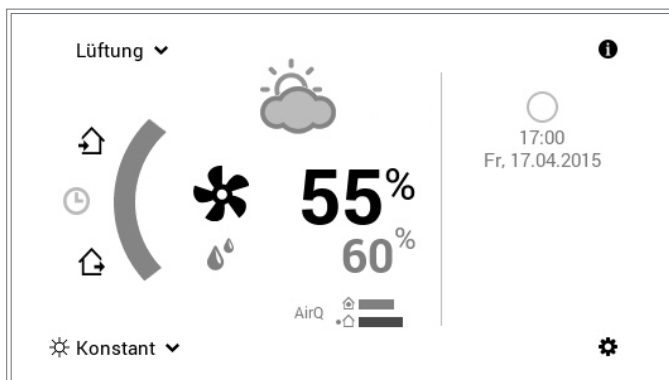 Lüftung
17:00
Fr, 17.04.2015
55%
60%
AirQ
Konstant